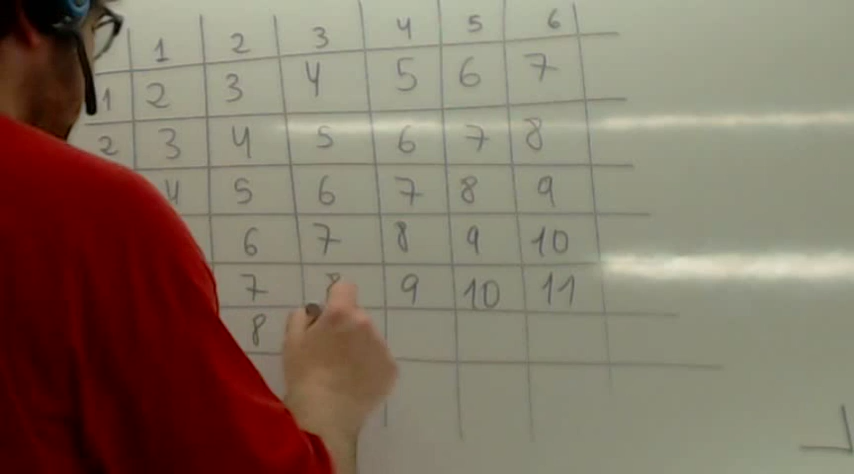 1 2 3 4 5 6
1 2 3 4 5 6 7
2 3 4 5 6 7 8
4 5 6 7 8 9
6 7 8 9 10
7 8 9 10 11
8